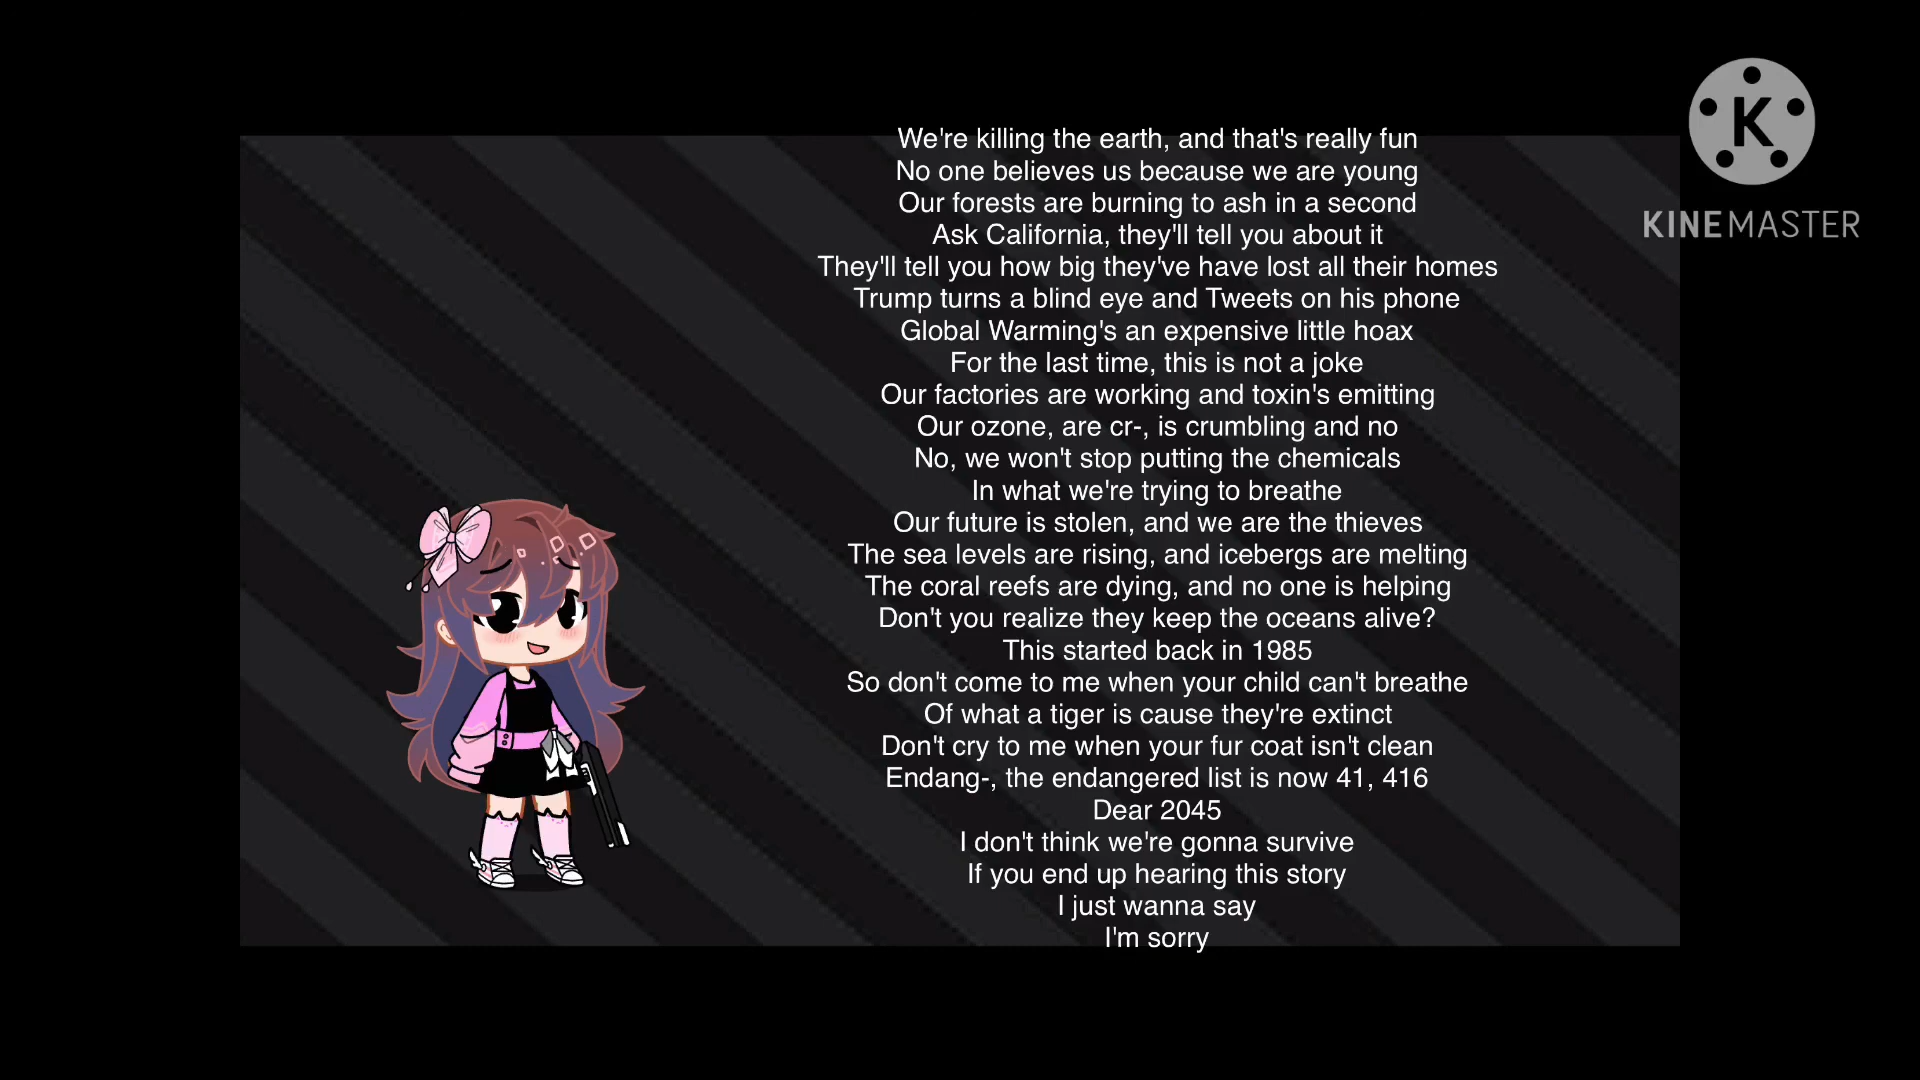 We're killing the earth, and that's really fun
No one believes us because we are young
Our forests are burning to ash in a second
Ask California, they'll tell you about it
They'll tell you how big they've have lost all their homes
Trump turns a blind eye and Tweets on his phone
Global Warming's an expensive little hoax
For the last time, this is not a joke
Our factories are working and toxin's emitting
Our ozone, are cr-, is crumbling and no
No, we won't stop putting the chemicals
In what we're trying to breathe
Our future is stolen, and we are the thieves
The sea levels are rising, and icebergs are melting
The coral reefs are dying, and no one is helping
Don't you realize they keep the oceans alive?
This started back in 1985
So don't come to me when your child can't breathe
Of what a tiger is cause they're extinct
Don't cry to me when your fur coat isn't clean
Endang-, the endangered list is now 41, 416
Dear 2045
I don't think we're gonna survive
If you end up hearing this story
I just wanna say
I'm sorry
K
KINEMASTER